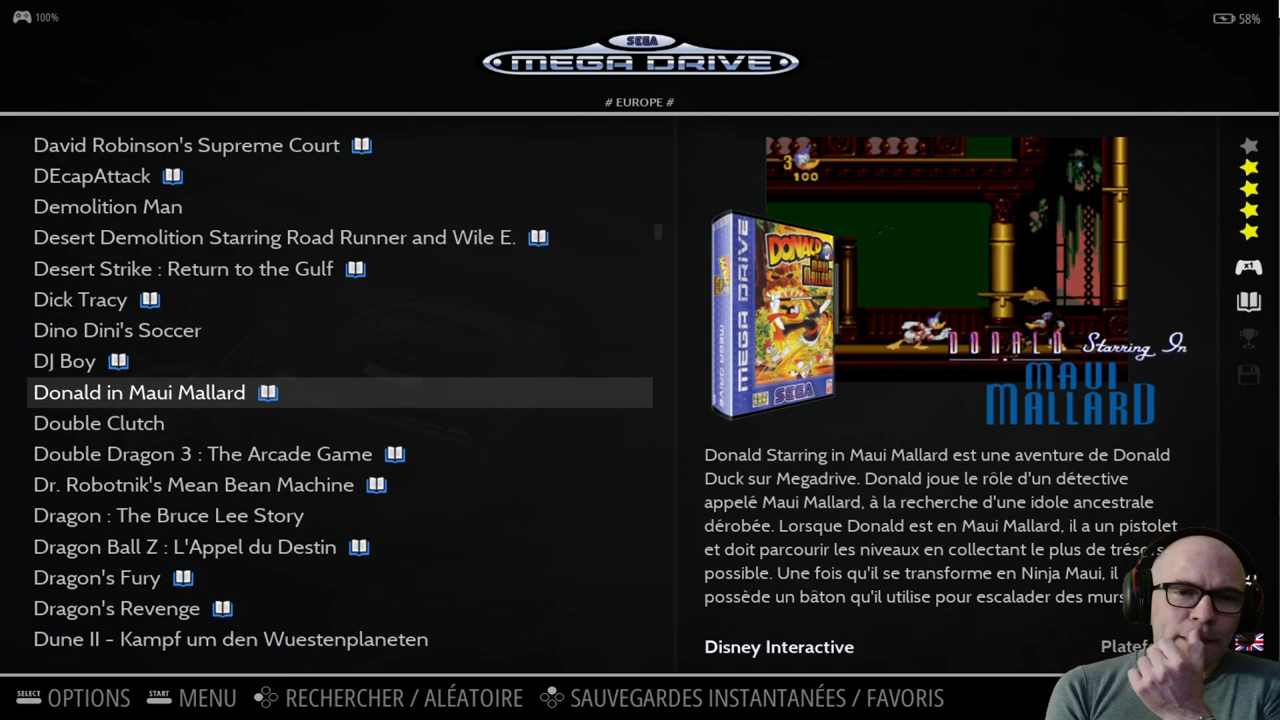 100%
58%
SEGA
MEGA DRIVE
# EUROPE #
David Robinson's Supreme Court
DEcapAttack
Demolition Man
Desert Demolition Starring Road Runner and Wile E.
Desert Strike : Return to the Gulf
Dick Tracy
Dino Dini's Soccer
DJ Boy
Donald in Maui Mallard
Double Clutch
Double Dragon 3 : The Arcade Game
Dr. Robotnik's Mean Bean Machine
Dragon : The Bruce Lee Story
Dragon Ball Z : L'Appel du Destin
Dragon's Fury
Dragon's Revenge
Dune II - Kampf um den Wuestenplaneten
3
100
MEGA DRIVE
DONALD
MAUI
MALLARD
SEGA
DONALD Starring In
MAUI
MALLARD
x1
Donald Starring in Maui Mallard est une aventure de Donald
Duck sur Megadrive. Donald joue le rôle d'un détective
appelé Maui Mallard, à la recherche d'une idole ancestrale
dérobée. Lorsque Donald est en Maui Mallard, il a un pistolet
et doit parcourir les niveaux en collectant le plus de
possible. Une fois qu'il se transforme en Ninja Maui, il
possède un bâton qu'il utilise pour escalader des murs
Disney Interactive
SELECT OPTIONS START MENU RECHERCHER / ALÉATOIRE SAUVEGARDES INSTANTANÉES / FAVORIS